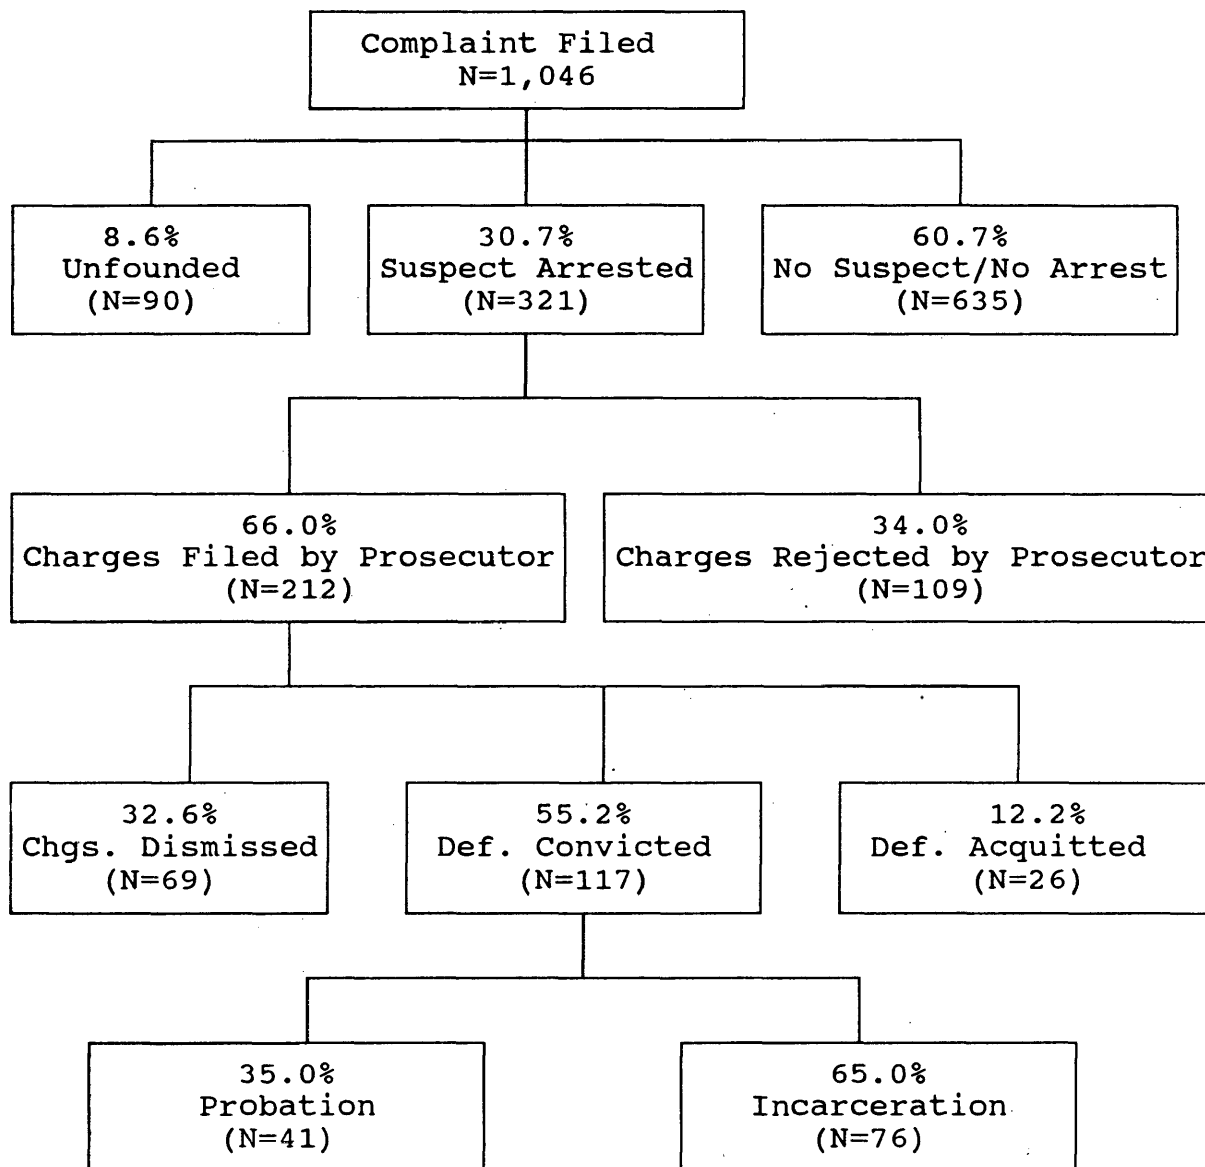 Complaint Filed
N=1,046
8.6%
Unfounded
(N=90)
30.7%
Suspect Arrested
(N=321)
60.7%
No Suspect/No Arrest
(N=635)
66.0%
Charges Filed by Prosecutor
(N=212)
34.0%
Charges Rejected by Prosecutor
(N=109)
32.6%
Chgs. Dismissed
(N=69)
55.2%
Def. Convicted
(N=117)
12.2%
Def. Acquitted
(N=26)
35.0%
Probation
(N=41)
65.0%
Incarceration
(N=76)